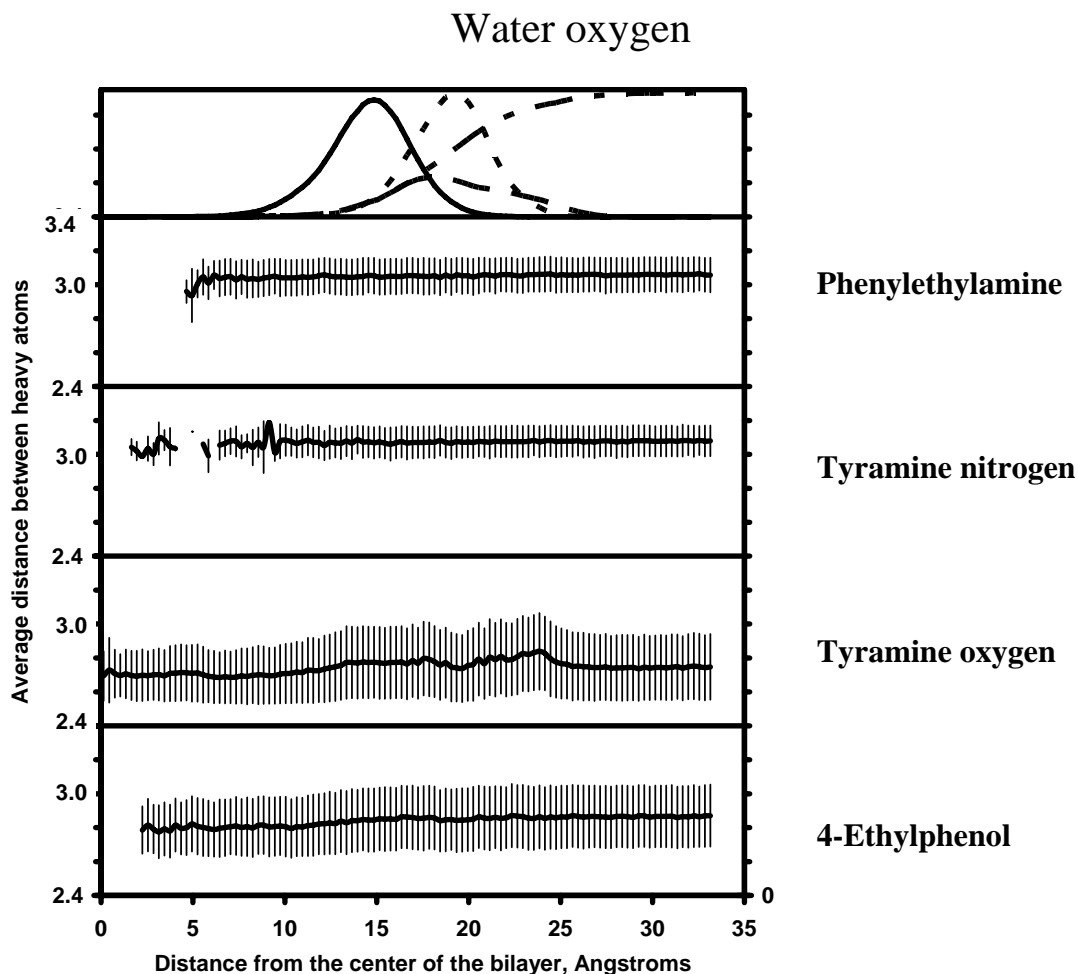 Water oxygen
3.4
3.0
Phenylethylamine
2.4
3.0
Tyramine nitrogen
2.4
3.0
Tyramine oxygen
2.4
3.0
4-Ethylphenol
2.4
0
0 5 10 15 20 25 30 35
Distance from the center of the bilayer, Angstroms
Average distance between heavy atoms